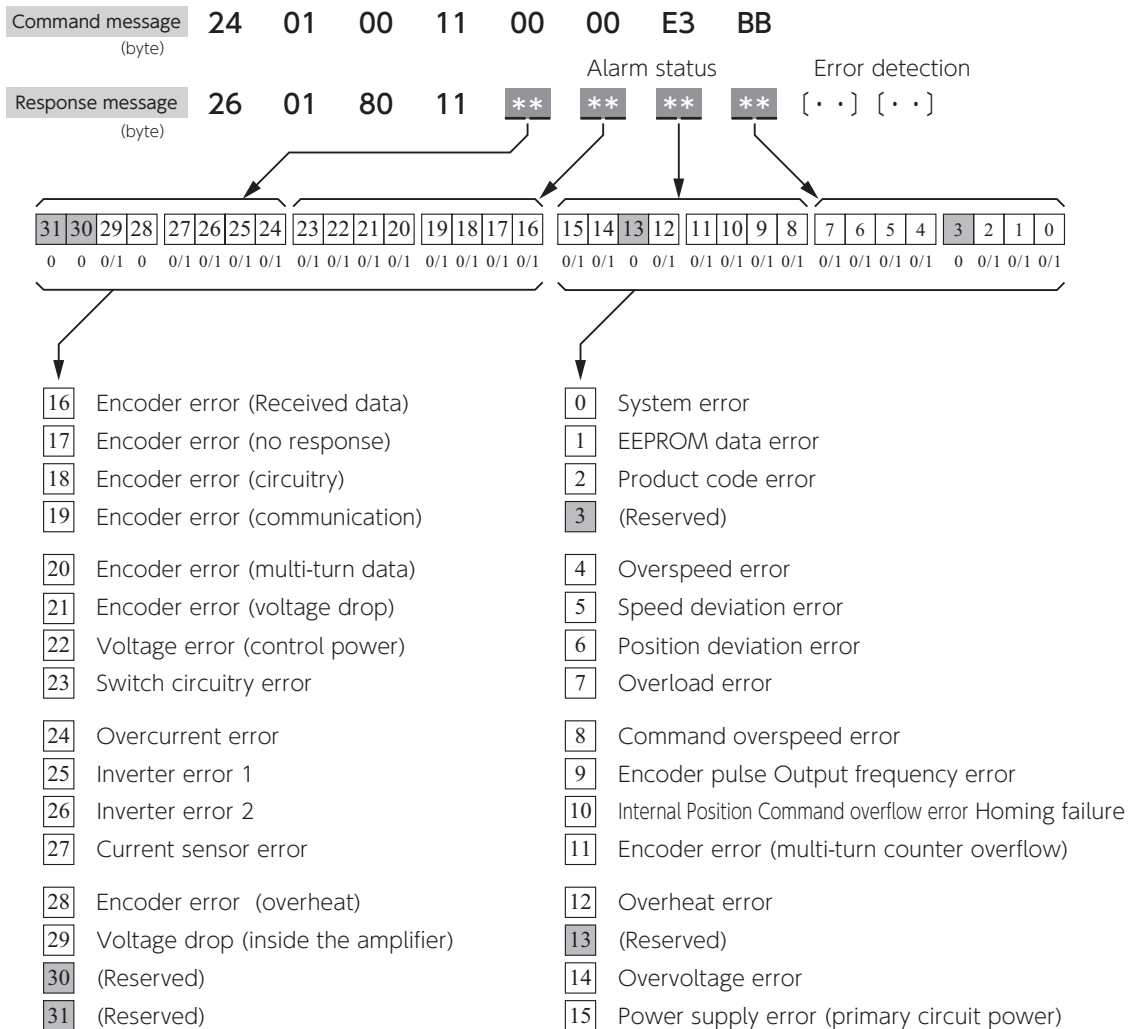 Command message 24 01 00 11 00 00 E3 BB
(byte)
Alarm status Error detection
Response message 26 01 80 11 ** ** ** ** [··] [··]
(byte)
31 30 29 28 27 26 25 24 23 22 21 20 19 18 17 16 15 14 13 12 11 10 9 8 7 6 5 4 3 2 1 0
0 0 0/1 0 0/1 0/1 0/1 0/1 0/1 0/1 0/1 0/1 0/1 0/1 0/1 0/1 0/1 0/1 0 0/1 0/1 0/1 0/1 0/1 0/1 0/1 0/1 0/1 0 0/1 0/1 0/1
16 Encoder error (Received data)
17 Encoder error (no response)
18 Encoder error (circuitry)
19 Encoder error (communication)
20 Encoder error (multi-turn data)
21 Encoder error (voltage drop)
22 Voltage error (control power)
23 Switch circuitry error
24 Overcurrent error
25 Inverter error 1
26 Inverter error 2
27 Current sensor error
28 Encoder error (overheat)
29 Voltage drop (inside the amplifier)
30 (Reserved)
31 (Reserved)
0 System error
1 EEPROM data error
2 Product code error
3 (Reserved)
4 Overspeed error
5 Speed deviation error
6 Position deviation error
7 Overload error
8 Command overspeed error
9 Encoder pulse Output frequency error
10 Internal Position Command overflow error Homing failure
11 Encoder error (multi-turn counter overflow)
12 Overheat error
13 (Reserved)
14 Overvoltage error
15 Power supply error (primary circuit power)